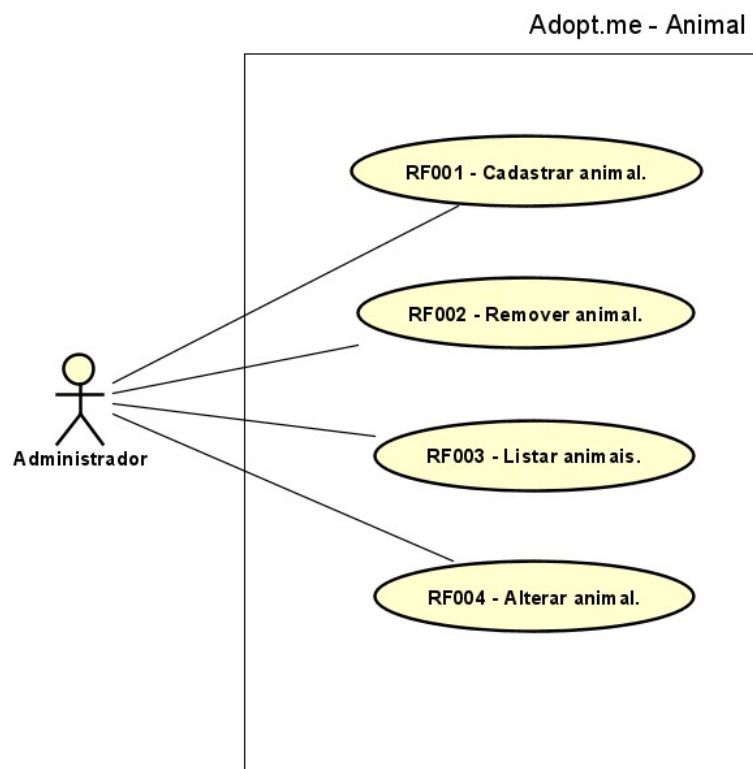 Adopt.me - Animal
RF001 - Cadastrar animal.
RF002 - Remover animal.
RF003 - Listar animais.
Administrador
RF004 - Alterar animal.